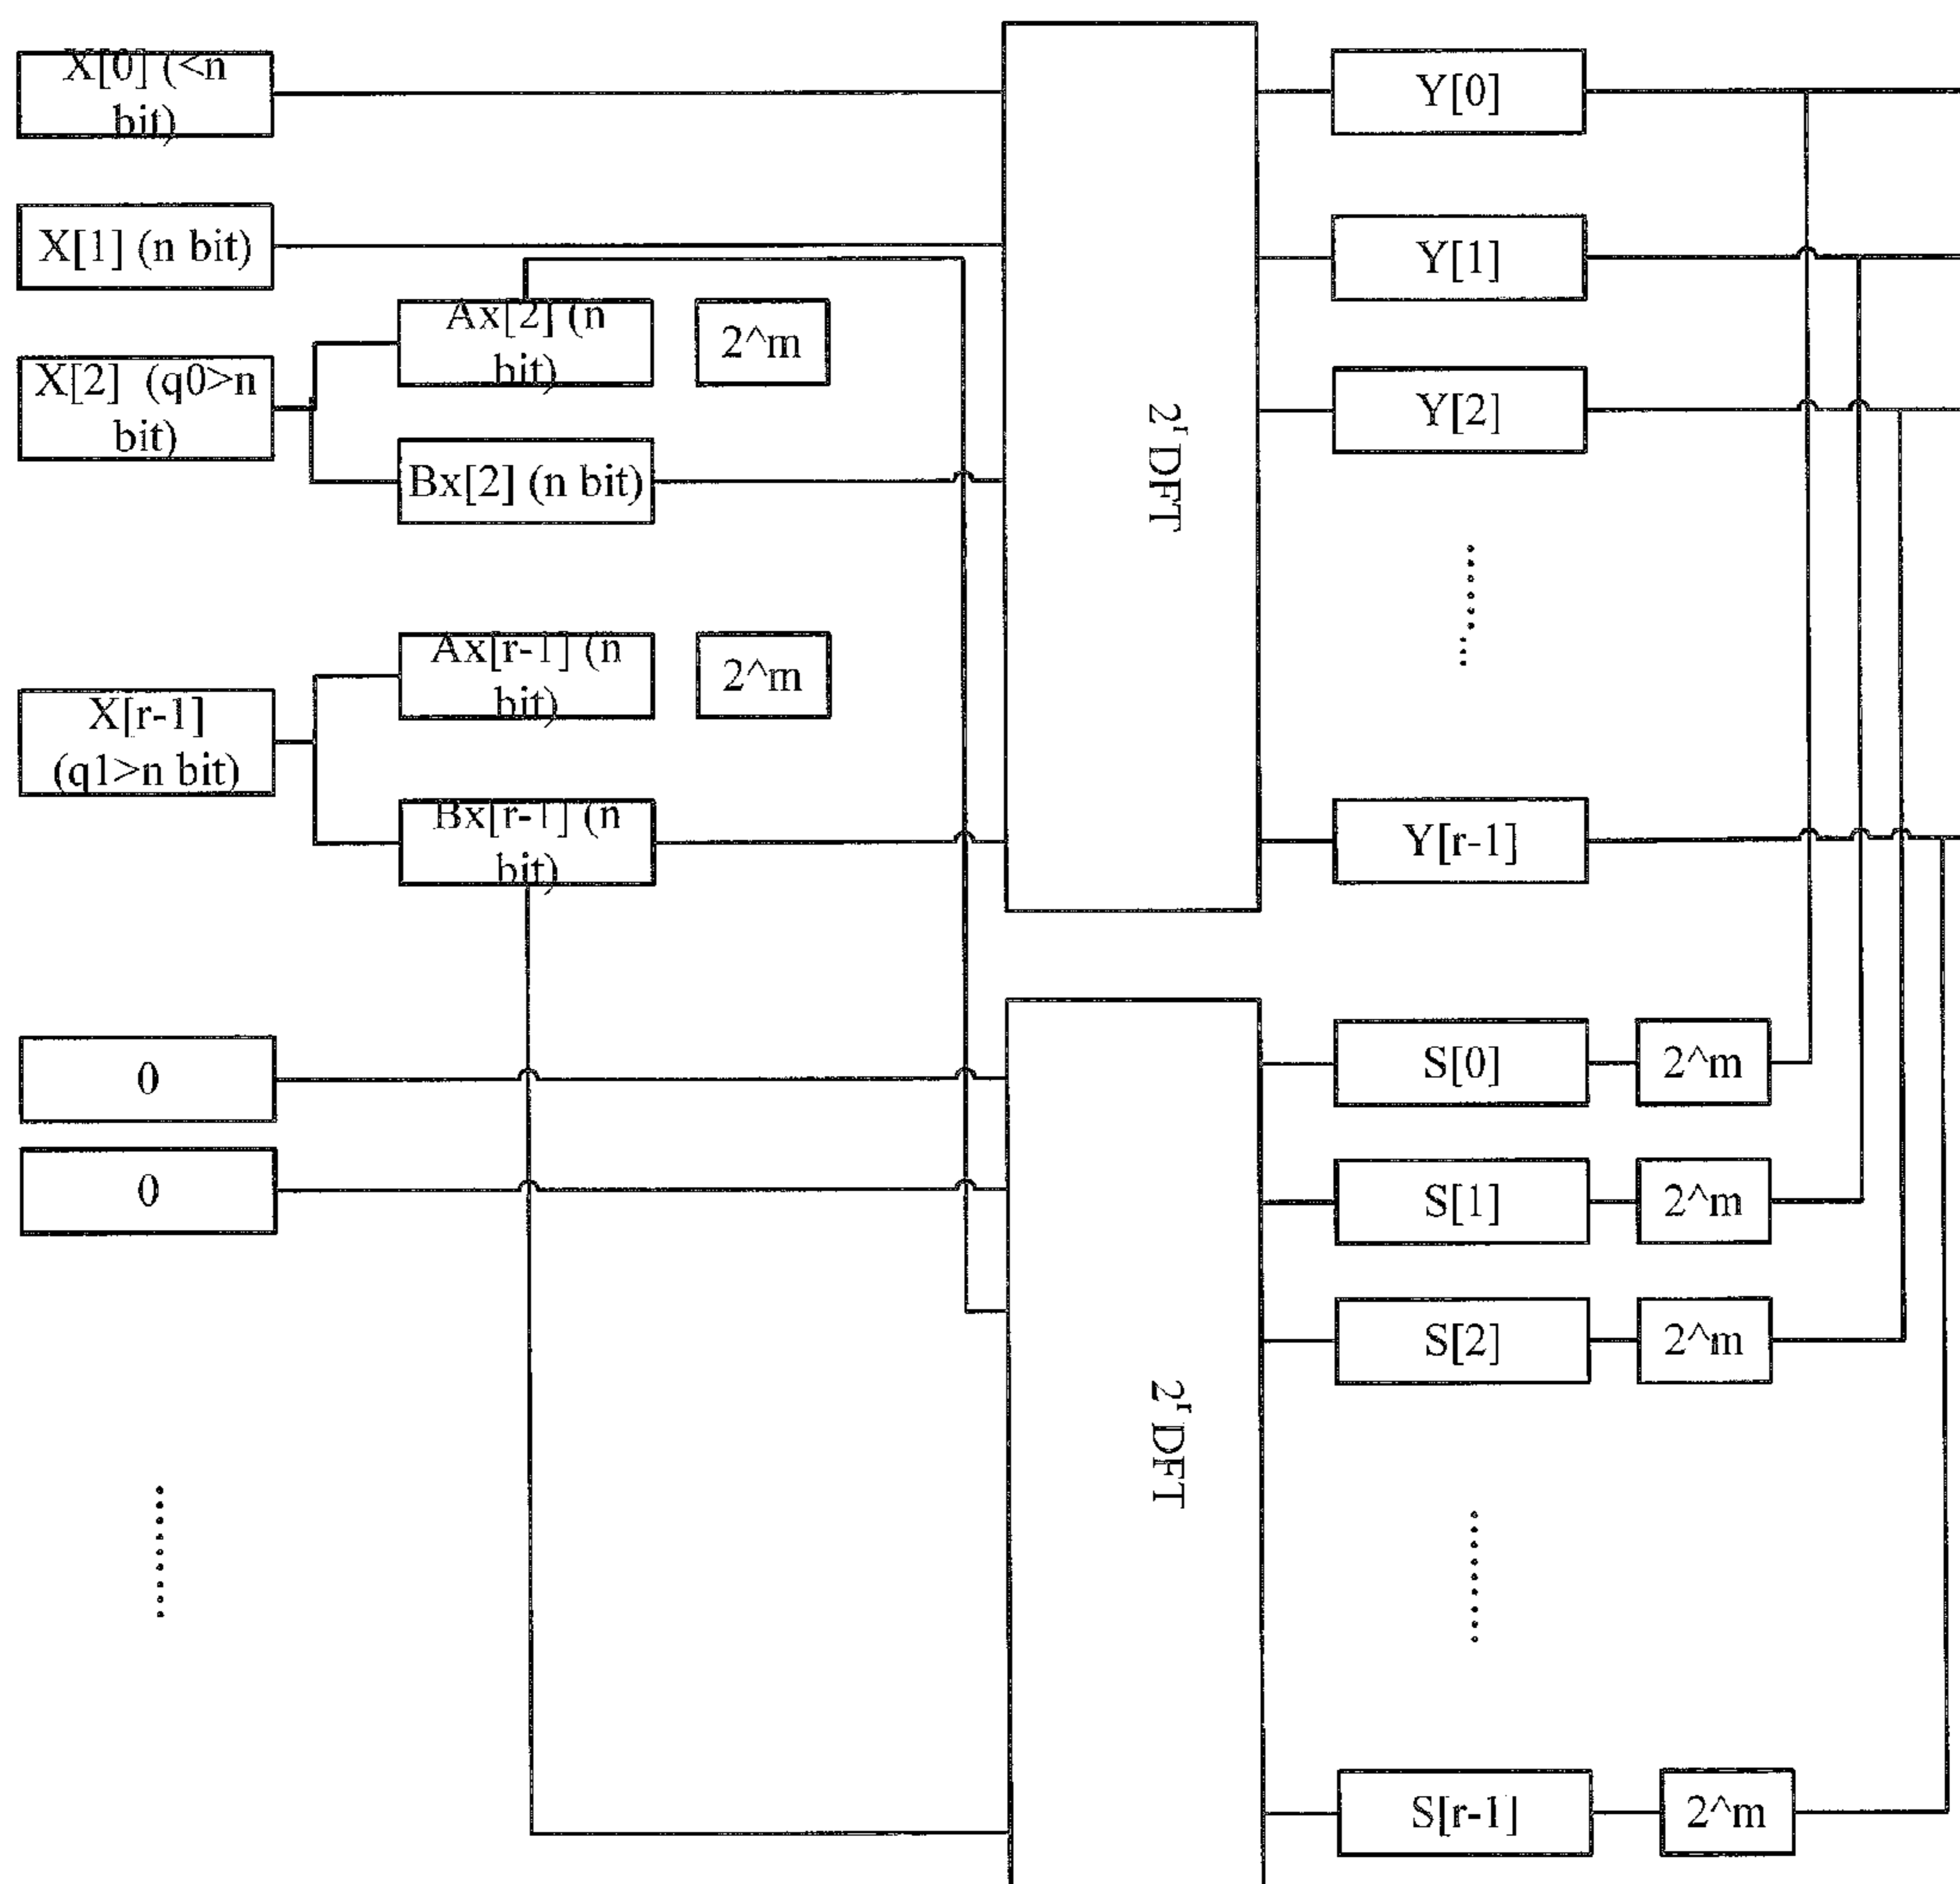 X[0] (<n
bit)
X[1] (n bit)
X[2] (q0>n
bit)
Ax[2] (n
bit)
2^m
Bx[2] (n bit)
X[r-1]
(q1>n bit)
Ax[r-1] (n
bit)
2^m
Bx[r-1] (n
bit)
0
0
2ʳ DFT
Y[0]
Y[1]
Y[2]
........
Y[r-1]
2ʳ DFT
S[0]
2^m
S[1]
2^m
S[2]
2^m
........
........
S[r-1]
2^m